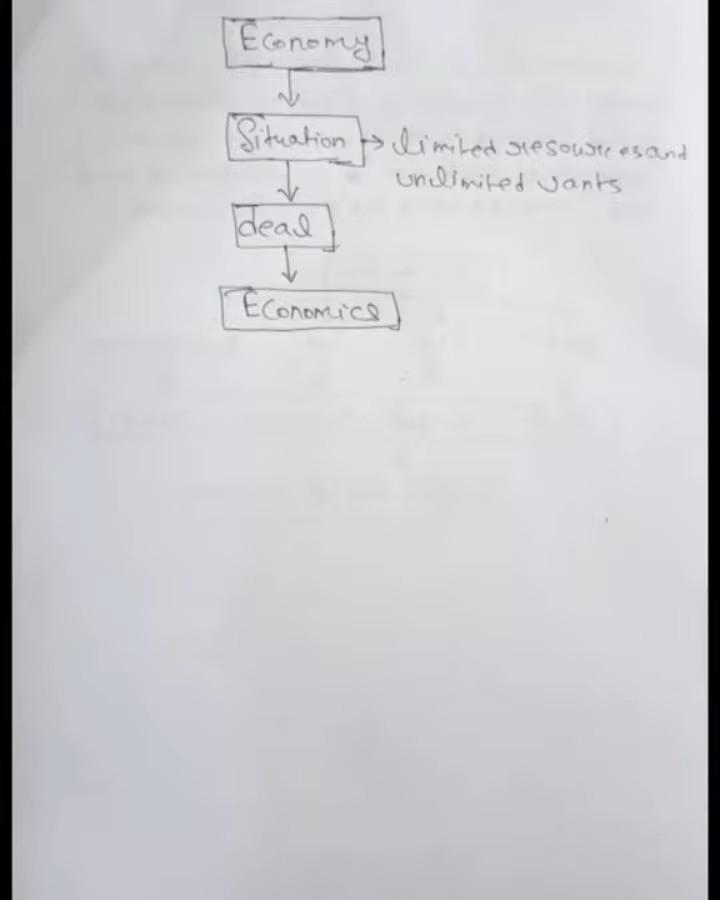 Economy
Situation → limited resources and
unlimited wants
deal
Economics